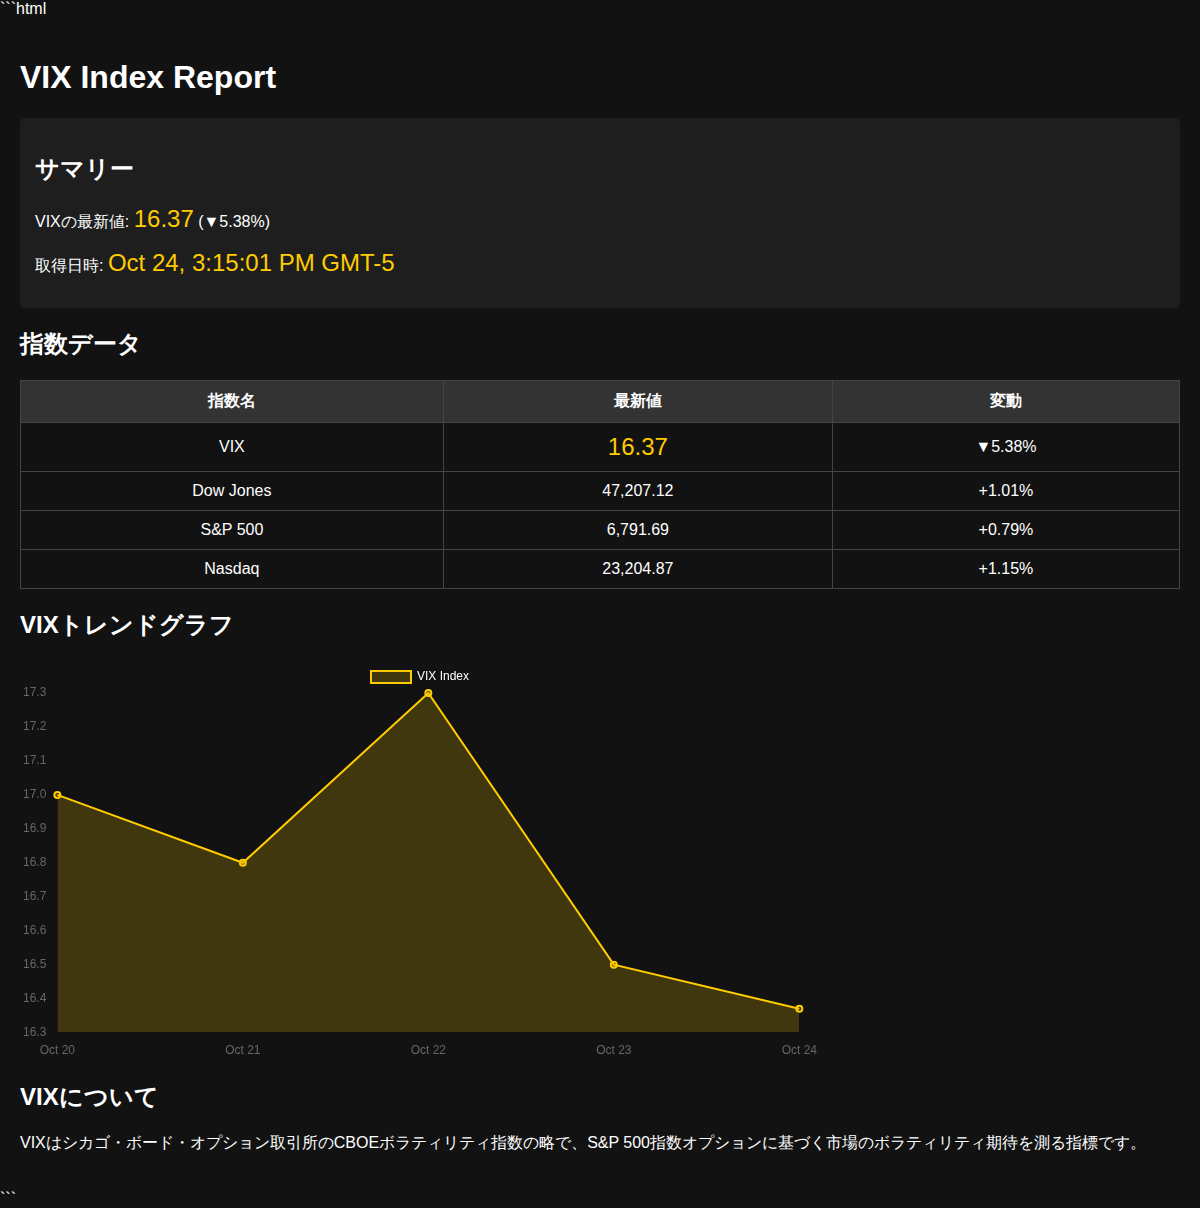 ```html
VIX Index Report
サマリー
VIXの最新値: 16.37 (▼5.38%)
取得日時: Oct 24, 3:15:01 PM GMT-5
指数データ
指数名 最新値 変動
VIX 16.37 ▼5.38%
Dow Jones 47,207.12 +1.01%
S&P 500 6,791.69 +0.79%
Nasdaq 23,204.87 +1.15%
VIXトレンドグラフ
VIX Index
17.3
17.2
17.1
17.0
16.9
16.8
16.7
16.6
16.5
16.4
16.3
Oct 20 Oct 21 Oct 22 Oct 23 Oct 24
VIXについて
VIXはシカゴ・ボード・オプション取引所のCBOEボラティリティ指数の略で、S&P 500指数オプションに基づく市場のボラティリティ期待を測る指標です。
```